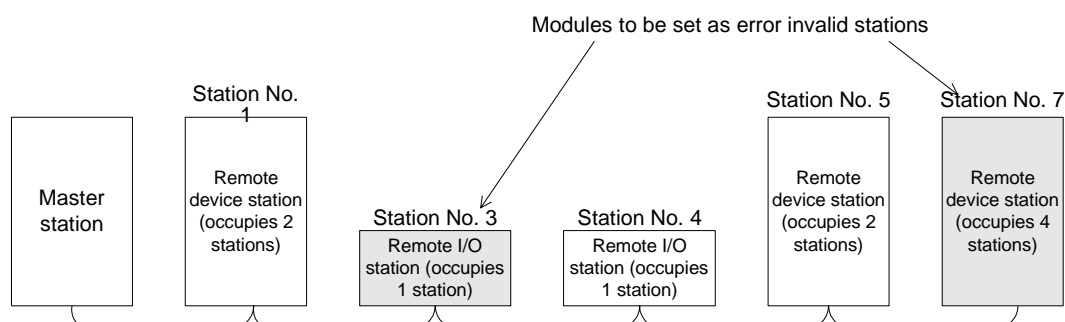 Modules to be set as error invalid stations
Station No.
1
Station No. 5
Station No. 7
Master
station
Remote
device station
(occupies 2
stations)
Station No. 3
Remote I/O
station (occupies
1 station)
Station No. 4
Remote I/O
station (occupies
1 station)
Remote
device station
(occupies 2
stations)
Remote
device station
(occupies 4
stations)